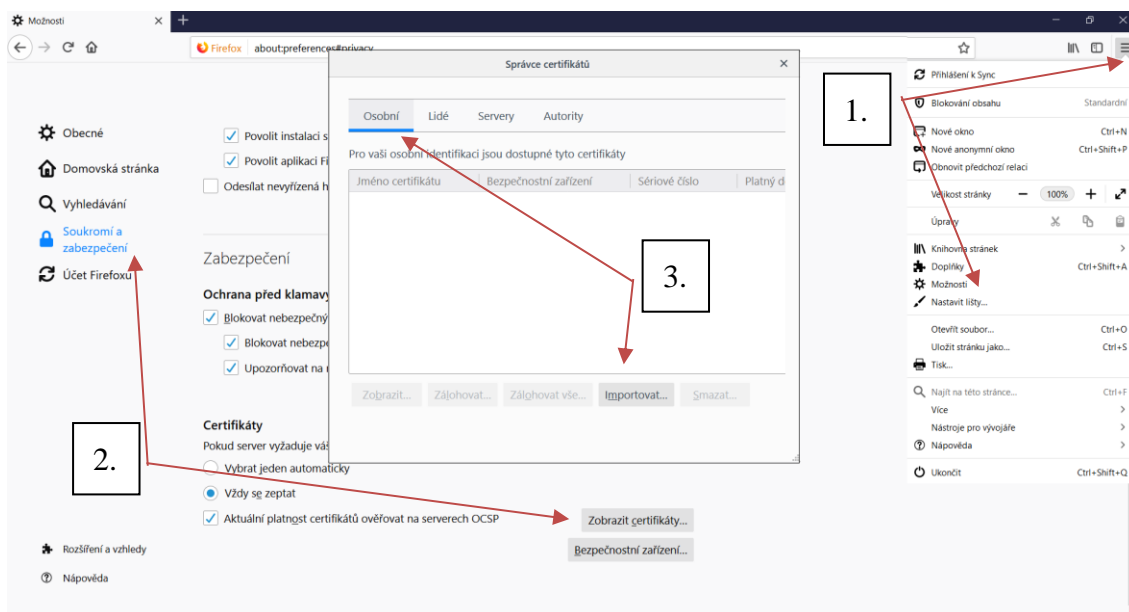 Možnosti
Firefox about:preferences#privacy
Obecné
Domovská stránka
Vyhledávání
Soukromí a
zabezpečení
Účet Firefoxu
Rozšíření a vzhledy
Nápověda
Povolit instalaci s
Povolit aplikaci Fi
Odesílat nevyřízená h
Zabezpečení
Ochrana před klamavý
Blokovat nebezpečný
Blokovat nebezpe
Upozorňovat na
Certifikáty
Pokud server vyžaduje váš
Vybrat jeden automaticky
Vždy se zeptat
Aktuální platnost certifikátů ověřovat na serverech OCSP
Zobrazit certifikáty...
Bezpečnostní zařízení...
Správce certifikátů
Osobní Lidé Servery Autority
Pro vaši osobní identifikaci jsou dostupné tyto certifikáty
Jméno certifikátu Bezpečnostní zařízení Sériové číslo Platný d
Zobrazit... Zálohovat... Zálohovat vše... Importovat... Smazat...
1.
2.
3.
Přihlášení k Sync
Blokování obsahu Standardní
Nové okno Ctrl+N
Nové anonymní okno Ctrl+Shift+P
Obnovit předchozí relaci
Velikost stránky − 100% +
Úpravy
Knihovna stránek
Doplňky Ctrl+Shift+A
Možnosti
Nastavit lišty...
Otevřít soubor... Ctrl+O
Uložit stránku jako... Ctrl+S
Tisk...
Najít na této stránce... Ctrl+F
Více
Nástroje pro vývojáře
Nápověda
Ukončit Ctrl+Shift+Q